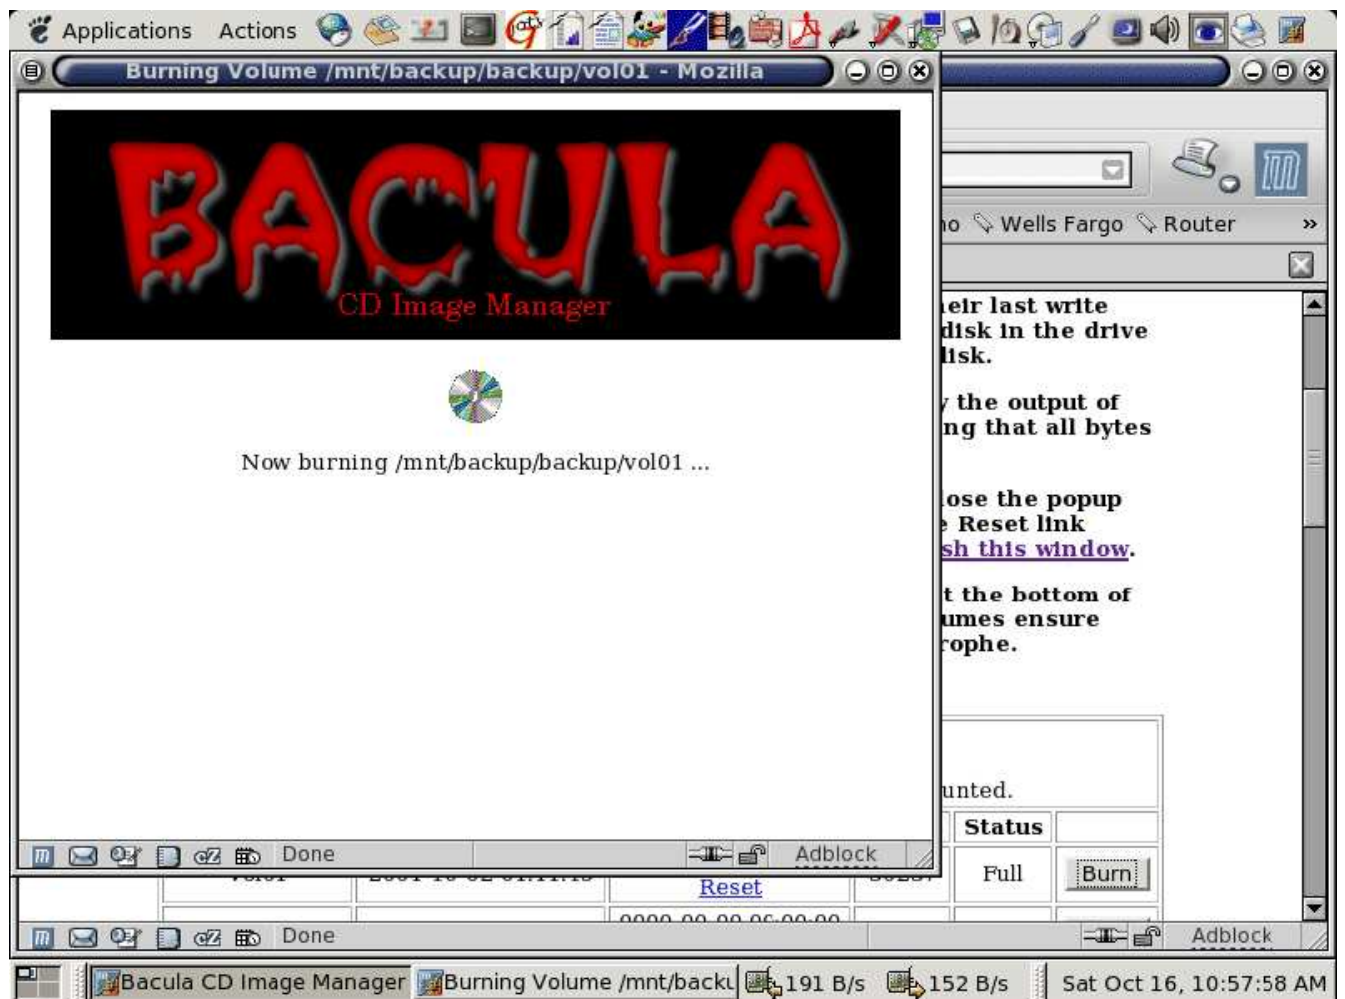 Applications Actions
Burning Volume /mnt/backup/backup/vol01 - Mozilla
BACULA
CD Image Manager
Now burning /mnt/backup/backup/vol01 ...
Done
Adblock
Wells Fargo Router »
their last write
disk in the drive
disk.
the output of
ng that all bytes
lose the popup
Reset link
sh this window.
t the bottom of
umes ensure
rophe.
unted.
Status
Reset
Full
Burn
Done
Adblock
Bacula CD Image Manager
Burning Volume /mnt/backu
191 B/s
152 B/s
Sat Oct 16, 10:57:58 AM